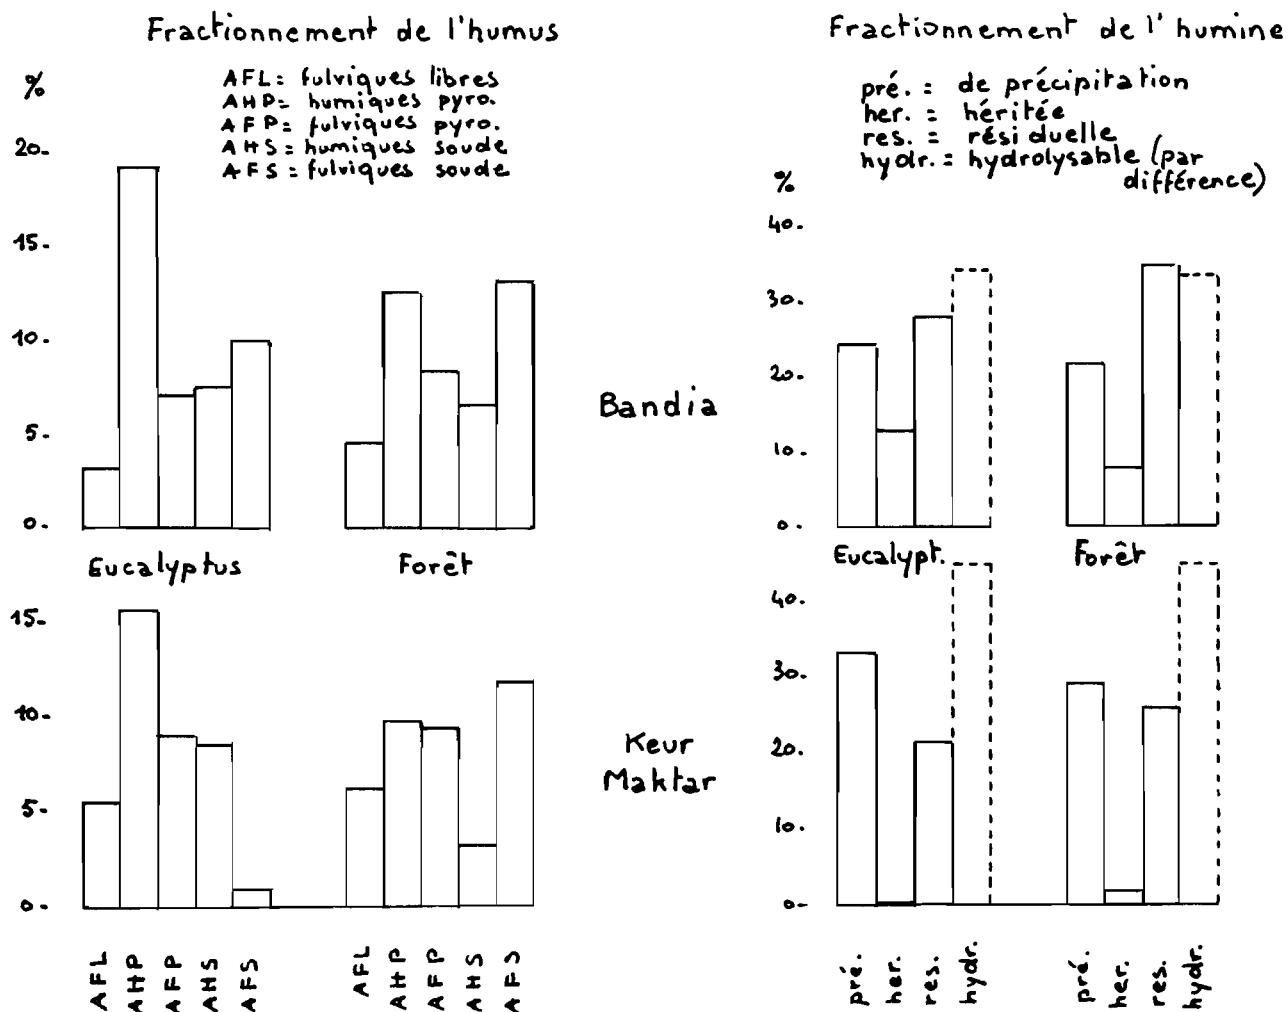 Fractionnement de l'humus
AFL = fulviques libres
AHP = humiques pyro.
AFP = fulviques pyro.
AHS = humiques soude
AFS = fulviques soude
%
20-
15-
10-
5-
0-
Eucalyptus
Forêt
Bandia
Fractionnement de l'humine
pré. = de précipitation
her. = héritée
res. = résiduelle
hydr. = hydrolysable (par
différence)
%
40-
30-
20-
10-
0-
Eucalypt.
Forêt
15-
10-
5-
0-
Keur
Maktar
40-
30-
20-
10-
0-
AFL
AHP
AFP
AHS
AFS
AFL
AHP
AFP
AHS
AFS
pré.
her.
res.
hydr.
pré.
her.
res.
hydr.